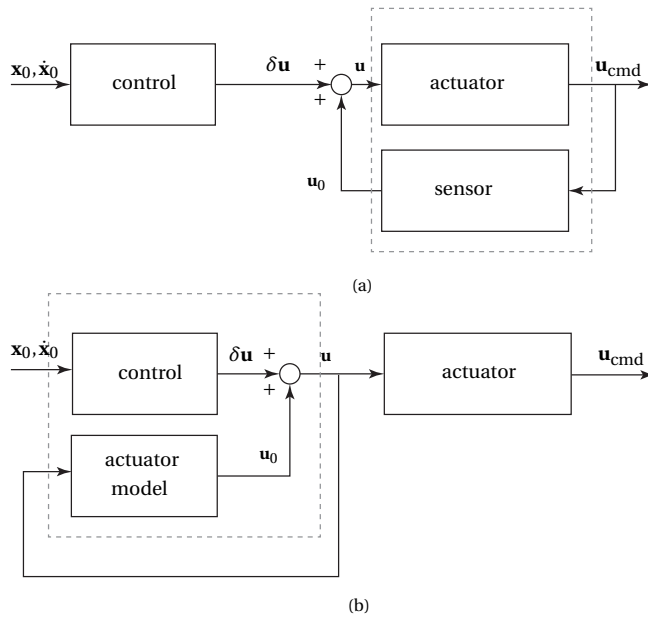 𝐱₀, 𝐱̇₀
control
δ𝐮
+
+
𝐮
actuator
𝐮cmd
𝐮₀
sensor
(a)
𝐱₀, 𝐱̇₀
control
δ𝐮
+
+
𝐮
actuator
𝐮cmd
actuator
model
𝐮₀
(b)